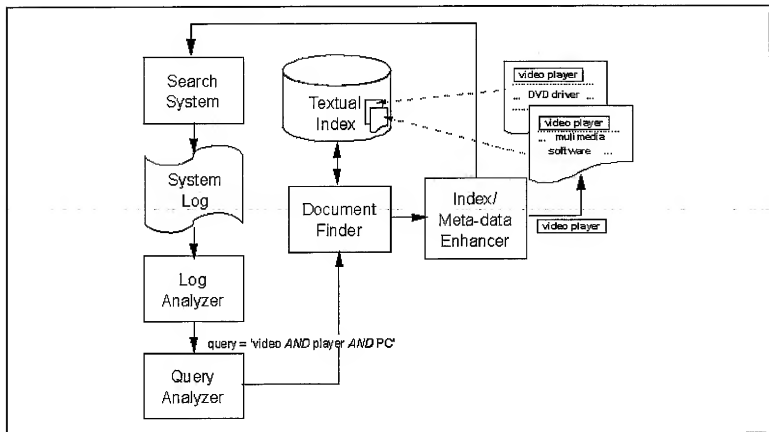 Search
System
System
Log
Log
Analyzer
Query
Analyzer
query = 'video AND player AND PC'
Textual
Index
Document
Finder
Index/
Meta-data
Enhancer
video player
... DVD driver ...
video player
... mulimedia
software ...
video player